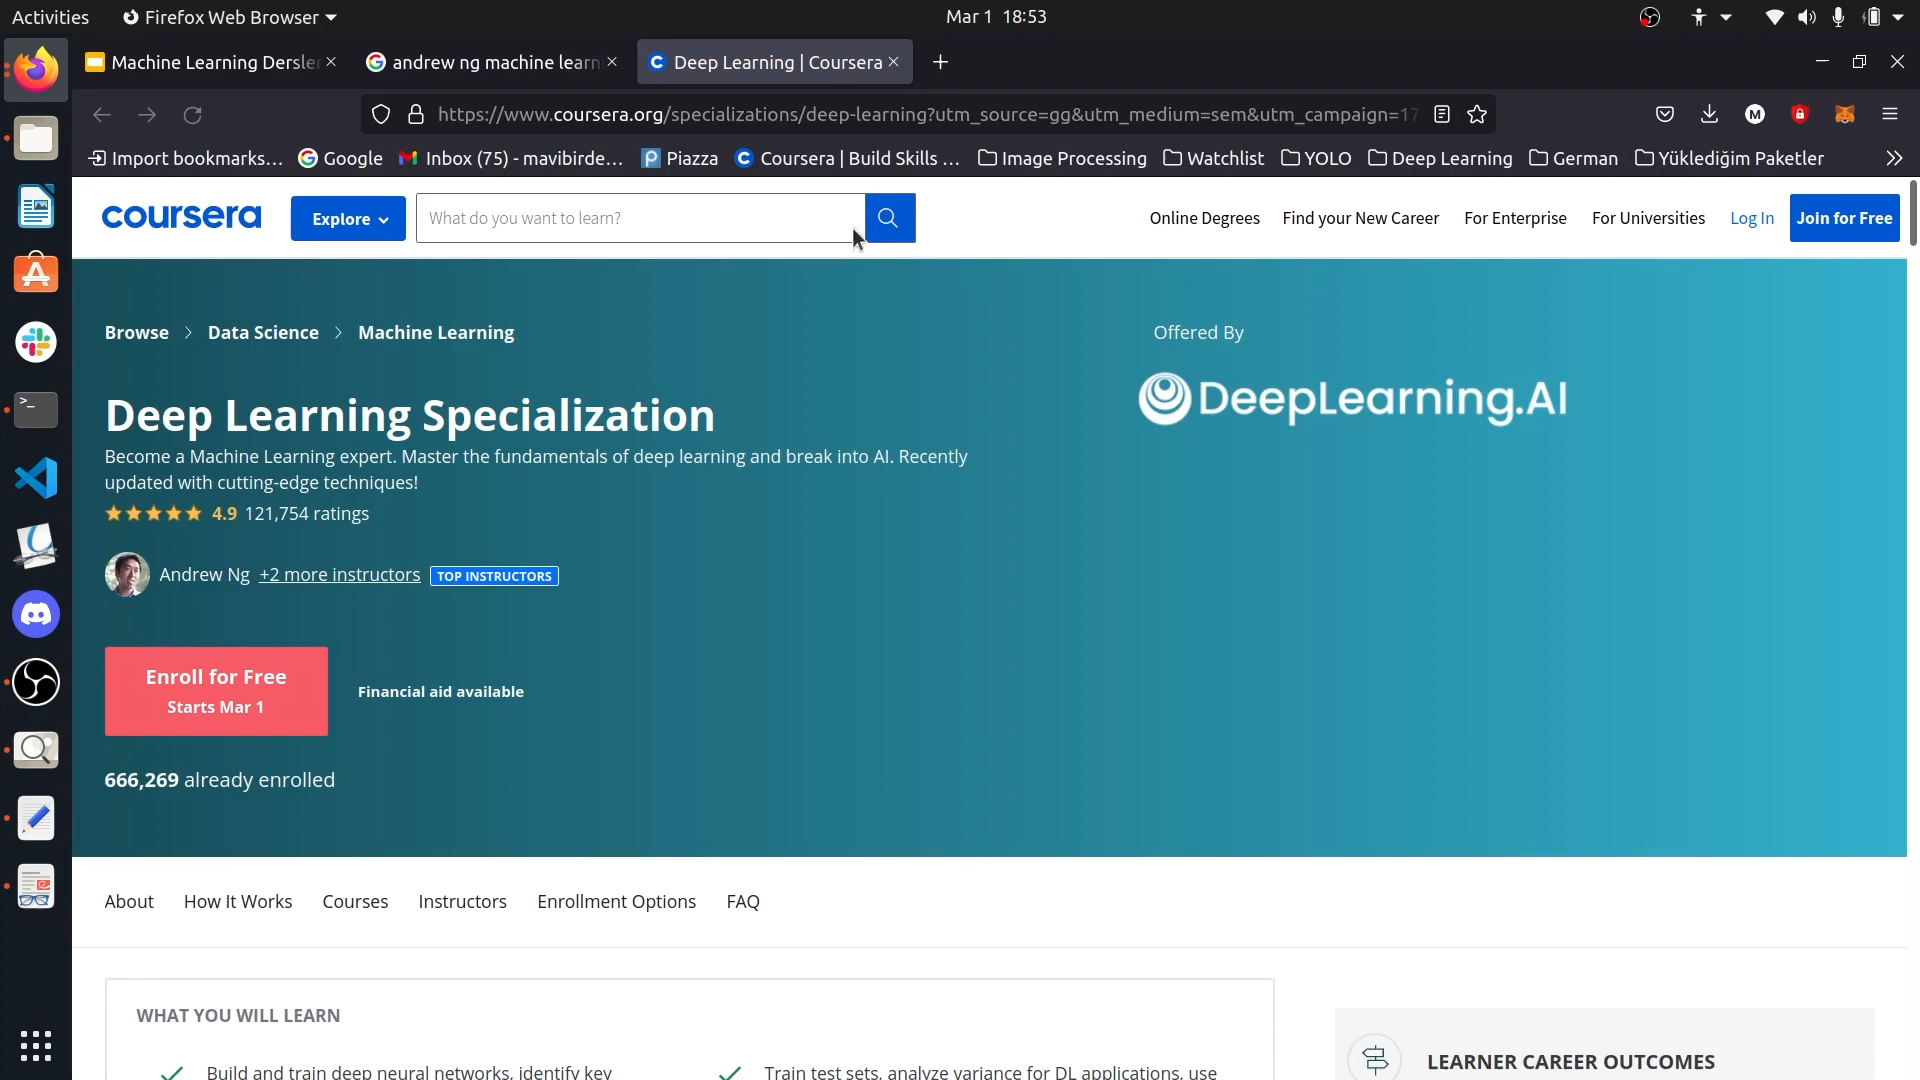 Activities
Firefox Web Browser
Mar 1 18:53
Machine Learning Dersle
andrew ng machine learn
Deep Learning | Coursera
https://www.coursera.org/specializations/deep-learning?utm_source=gg&utm_medium=sem&utm_campaign=17
Import bookmarks...
Google
Inbox (75) - mavibirde...
Piazza
Coursera | Build Skills ...
Image Processing
Watchlist
YOLO
Deep Learning
German
Yüklediğim Paketler
coursera
Explore
What do you want to learn?
Online Degrees
Find your New Career
For Enterprise
For Universities
Log In
Join for Free
Browse > Data Science > Machine Learning
Offered By
DeepLearning.AI
Deep Learning Specialization
Become a Machine Learning expert. Master the fundamentals of deep learning and break into AI. Recently
updated with cutting-edge techniques!
4.9 121,754 ratings
Andrew Ng +2 more instructors TOP INSTRUCTORS
Enroll for Free
Starts Mar 1
Financial aid available
666,269 already enrolled
About
How It Works
Courses
Instructors
Enrollment Options
FAQ
WHAT YOU WILL LEARN
Build and train deep neural networks, identify key
Train test sets, analyze variance for DL applications, use
LEARNER CAREER OUTCOMES